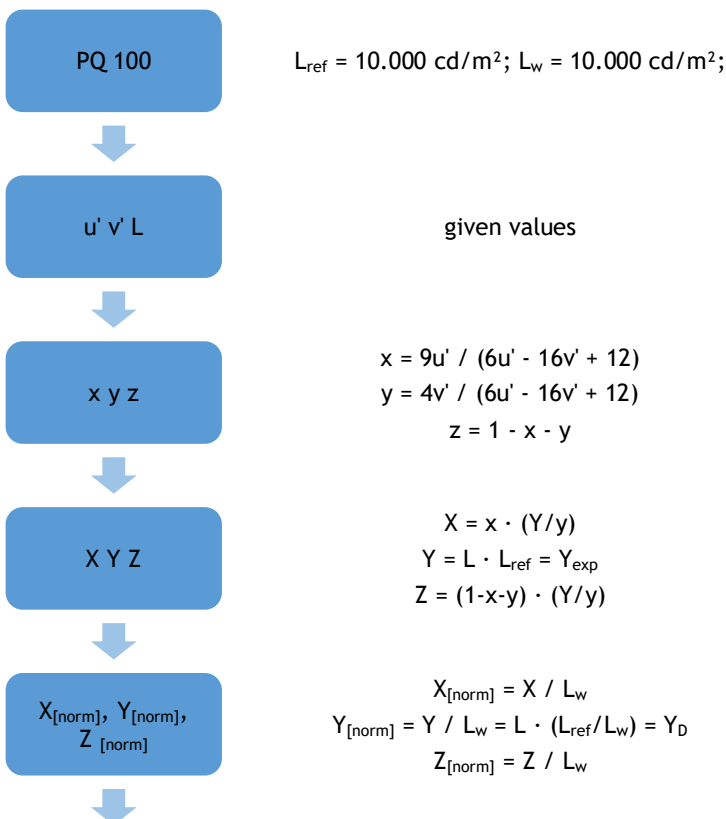 PQ 100
L_ref = 10.000 cd/m²; L_w = 10.000 cd/m²;
u' v' L
given values
x y z
x = 9u' / (6u' - 16v' + 12)
y = 4v' / (6u' - 16v' + 12)
z = 1 - x - y
X Y Z
X = x · (Y/y)
Y = L · L_ref = Y_exp
Z = (1-x-y) · (Y/y)
X_[norm], Y_[norm],
Z _[norm]
X_[norm] = X / L_w
Y_[norm] = Y / L_w = L · (L_ref/L_w) = Y_D
Z_[norm] = Z / L_w